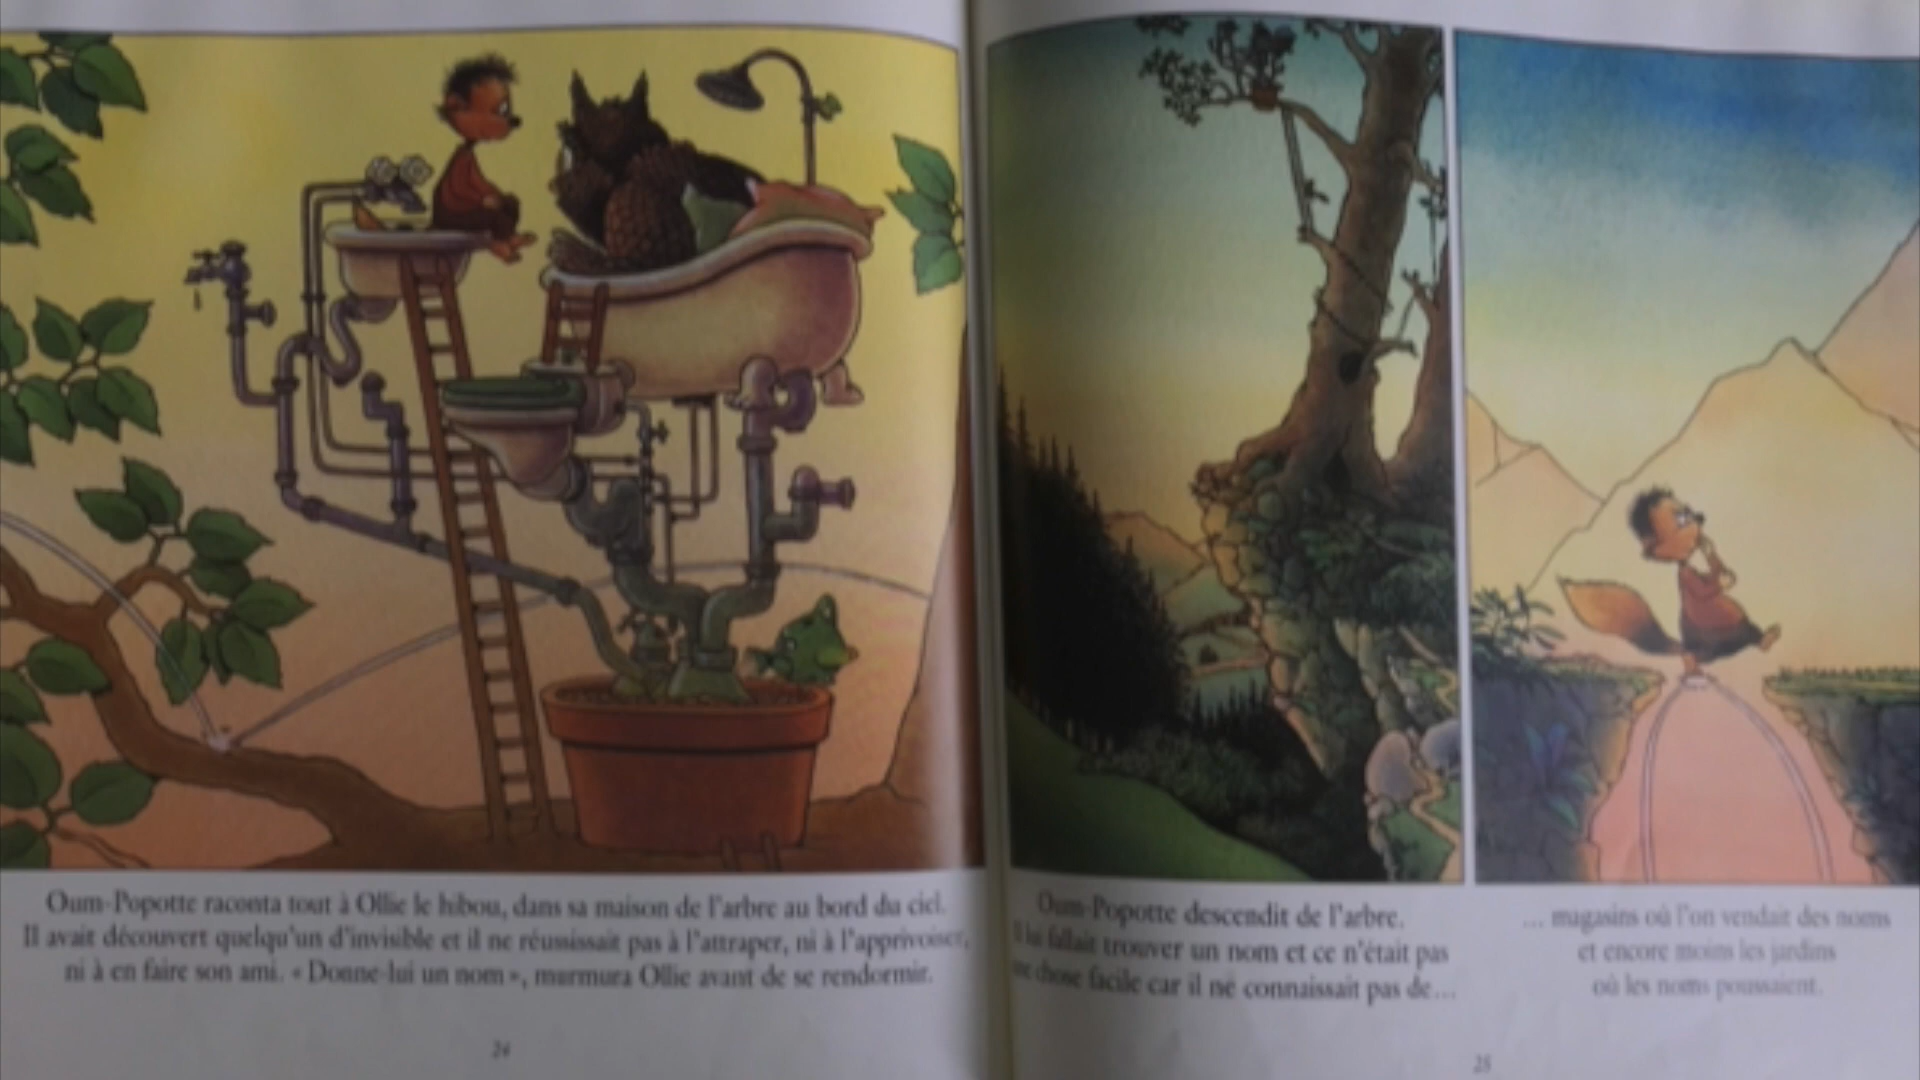 Oum-Popotte raconta tout à Ollie le hibou, dans sa maison de l'arbre au bord du ciel.
Il avait découvert quelqu'un d'invisible et il ne réussissait pas à l'attraper, ni à l'apprivoiser,
ni à en faire son ami. « Donne-lui un nom », murmura Ollie avant de se rendormir.
24
Oum-Popotte descendit de l'arbre.
Il lui fallait trouver un nom et ce n'était pas
une chose facile car il ne connaissait pas de...
... magasins où l'on vendait des noms
et encore moins les jardins
où les noms poussaient.
25